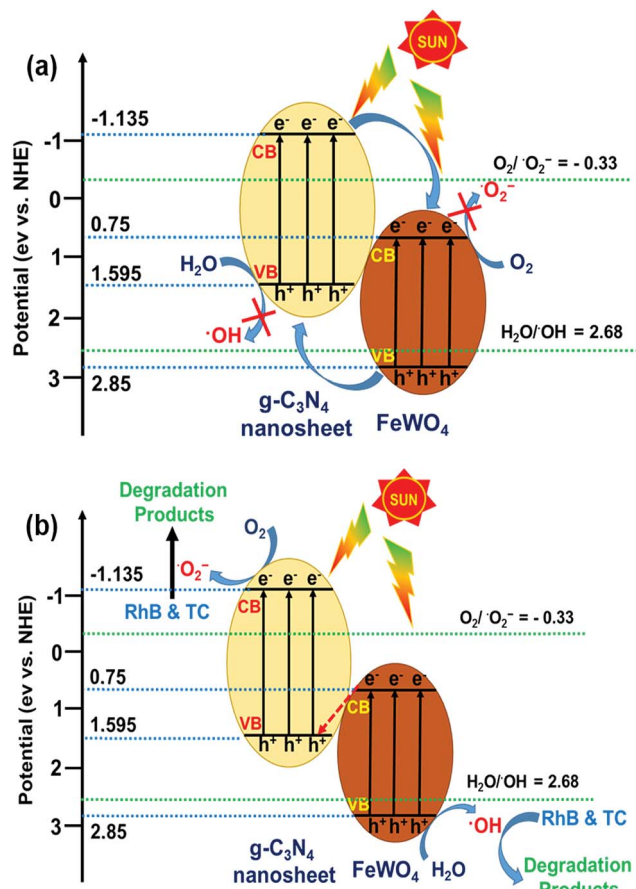 (a)
SUN
Potential (ev vs. NHE)
-1.135
-1
0
0.75
1
1.595
2
3
2.85
e- e- e-
CB
VB
h+ h+ h+
H2O
·OH
O2/ ·O2− = - 0.33
·O2−
e- e- e-
CB
O2
H2O/·OH = 2.68
VB
h+ h+ h+
g-C3N4
nanosheet
FeWO4
(b)
SUN
Degradation
Products
O2
·O2−
RhB & TC
Potential (ev vs. NHE)
-1.135
-1
0
0.75
1
1.595
2
3
2.85
e- e- e-
CB
VB
h+ h+ h+
O2/ ·O2− = - 0.33
e- e- e-
CB
H2O/·OH = 2.68
VB
h+ h+ h+
·OH
RhB & TC
g-C3N4
nanosheet
FeWO4
H2O
Degradation
Products